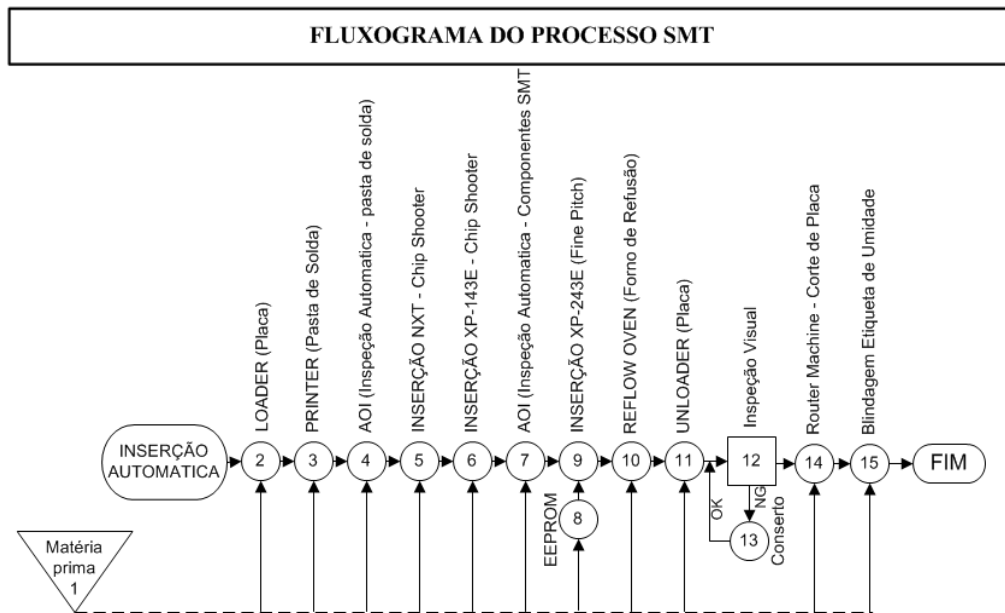 FLUXOGRAMA DO PROCESSO SMT
LOADER (Placa)
PRINTER (Pasta de Solda)
AOI (Inspeção Automatica - pasta de solda)
INSERÇÃO NXT - Chip Shooter
INSERÇÃO XP-143E - Chip Shooter
AOI (Inspeção Automatica - Componentes SMT
INSERÇÃO XP-243E (Fine Pitch)
REFLOW OVEN (Forno de Refusão)
UNLOADER (Placa)
Inspeção Visual
Router Machine - Corte de Placa
Blindagem Etiqueta de Umidade
INSERÇÃO
AUTOMATICA
2
3
4
5
6
7
9
10
11
12
14
15
FIM
EEPROM
8
OK
NG
13
Conserto
Matéria
prima
1